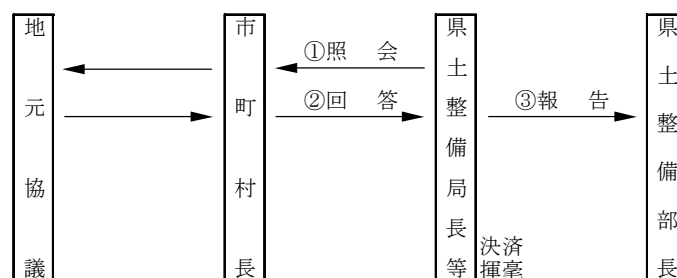 地元協議
市町村長
①照会
②回答
県土整備局長等
決済
揮毫
③報告
県土整備部長